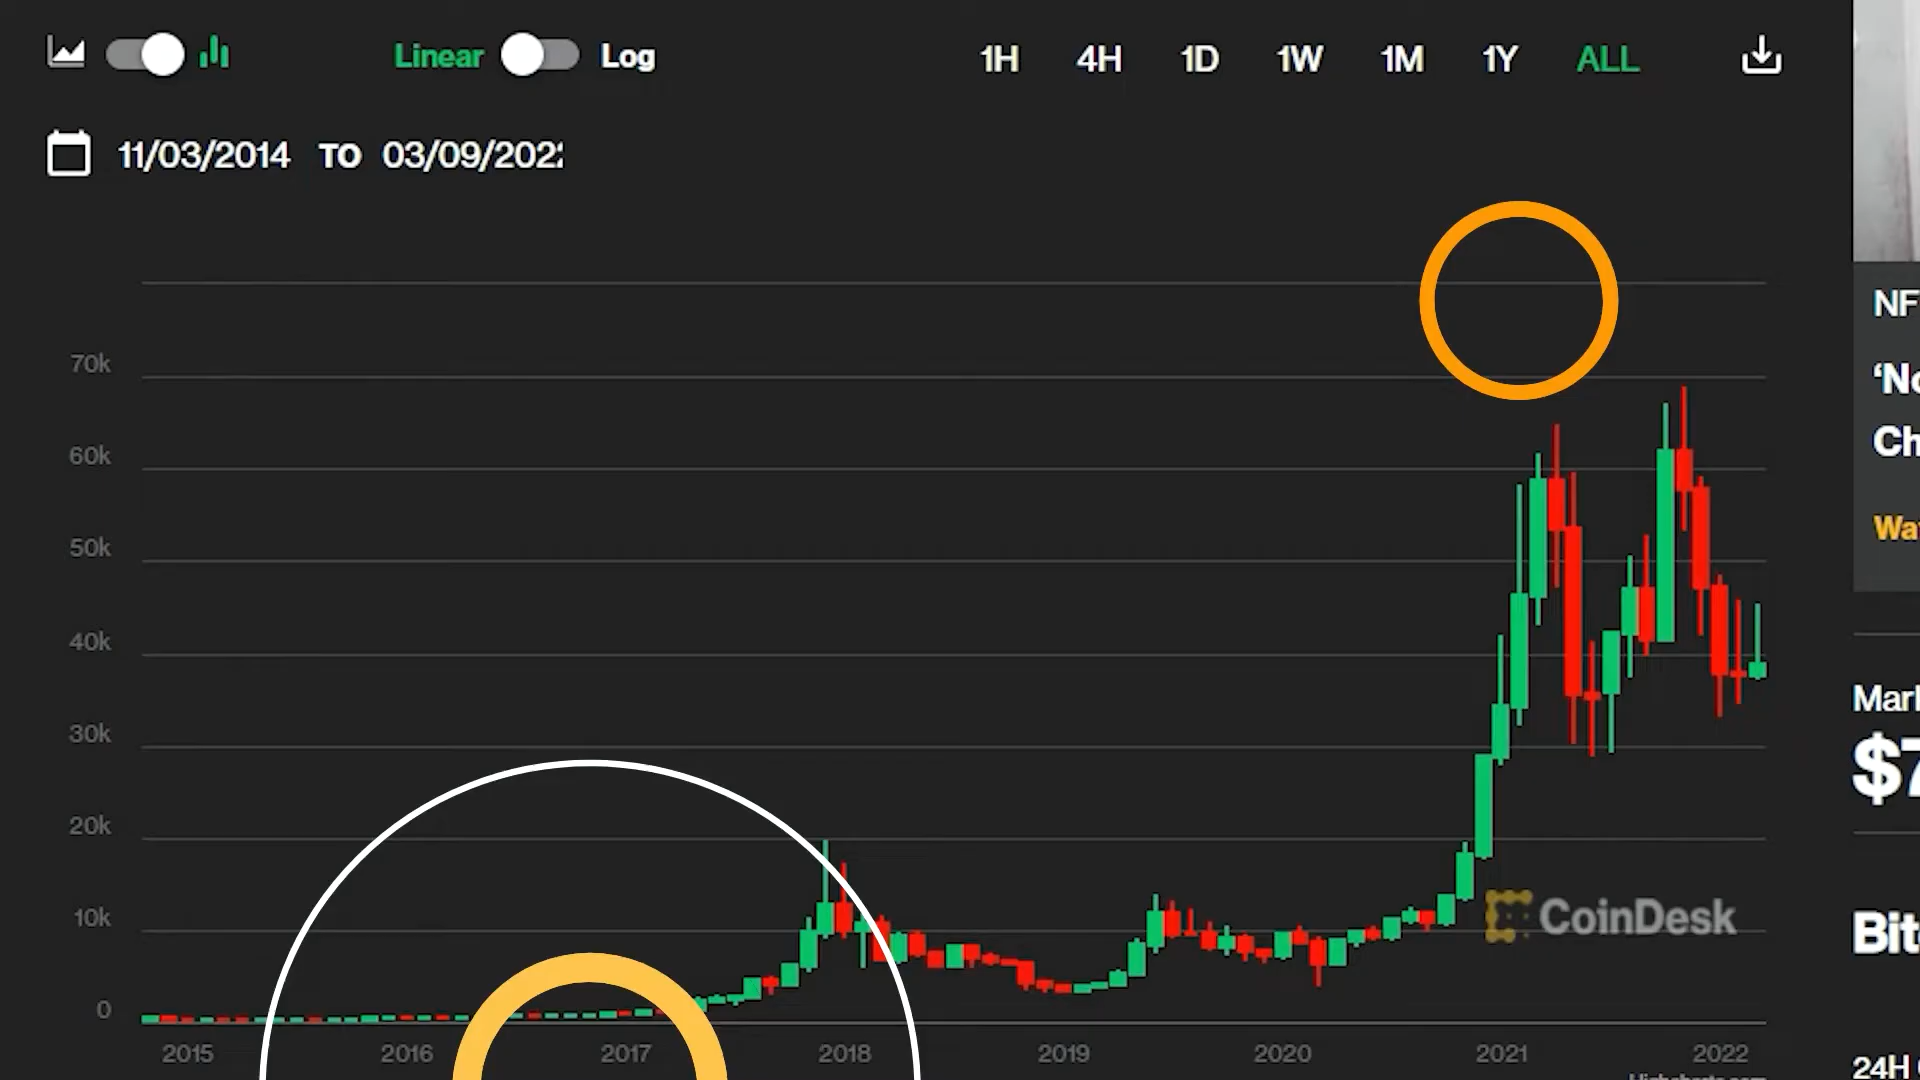 Linear Log 1H 4H 1D 1W 1M 1Y ALL
11/03/2014 TO 03/09/202
70k
60k
50k
40k
30k
20k
10k
0
2015 2016 2017 2018 2019 2020 2021 2022
CoinDesk
NF
‘No
Ch
Wa
Mar
$7
Bit
24H